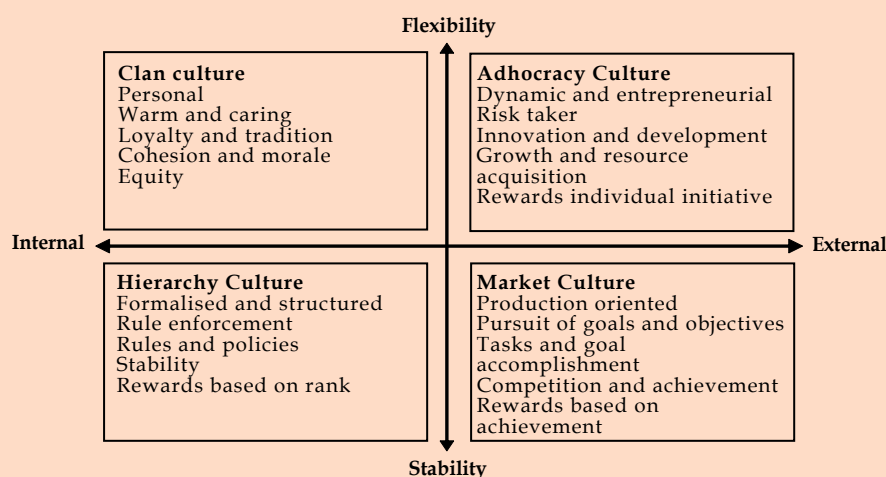 Flexibility
Clan culture
Personal
Warm and caring
Loyalty and tradition
Cohesion and morale
Equity
Adhocracy Culture
Dynamic and entrepreneurial
Risk taker
Innovation and development
Growth and resource
acquisition
Rewards individual initiative
Internal
External
Hierarchy Culture
Formalised and structured
Rule enforcement
Rules and policies
Stability
Rewards based on rank
Market Culture
Production oriented
Pursuit of goals and objectives
Tasks and goal
accomplishment
Competition and achievement
Rewards based on
achievement
Stability